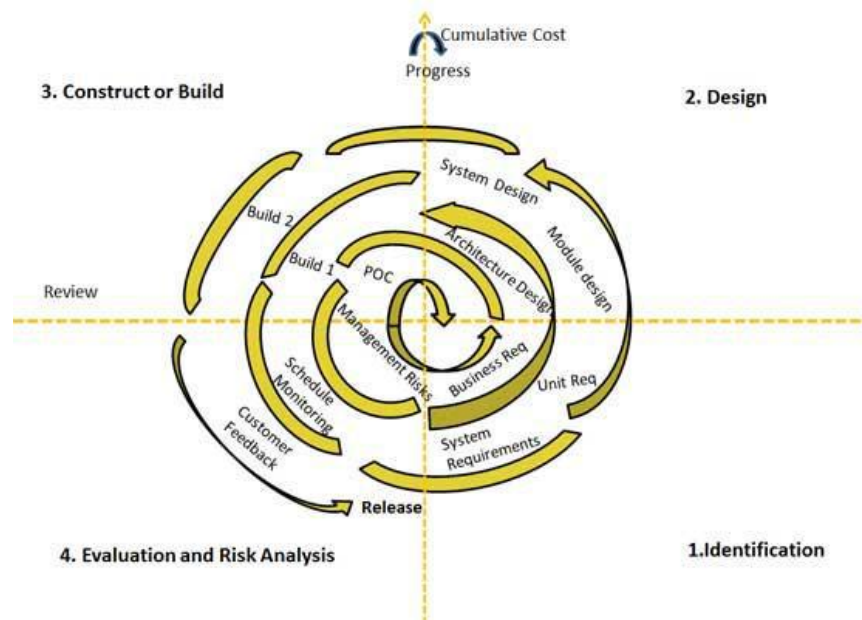 Cumulative Cost
Progress
3. Construct or Build
2. Design
System Design
Build 2
Module design
Architecture Design
Build 1
POC
Review
Management Risks
Business Req
Unit Req
Schedule
Monitoring
Customer
Feedback
System
Requirements
Release
4. Evaluation and Risk Analysis
1.Identification